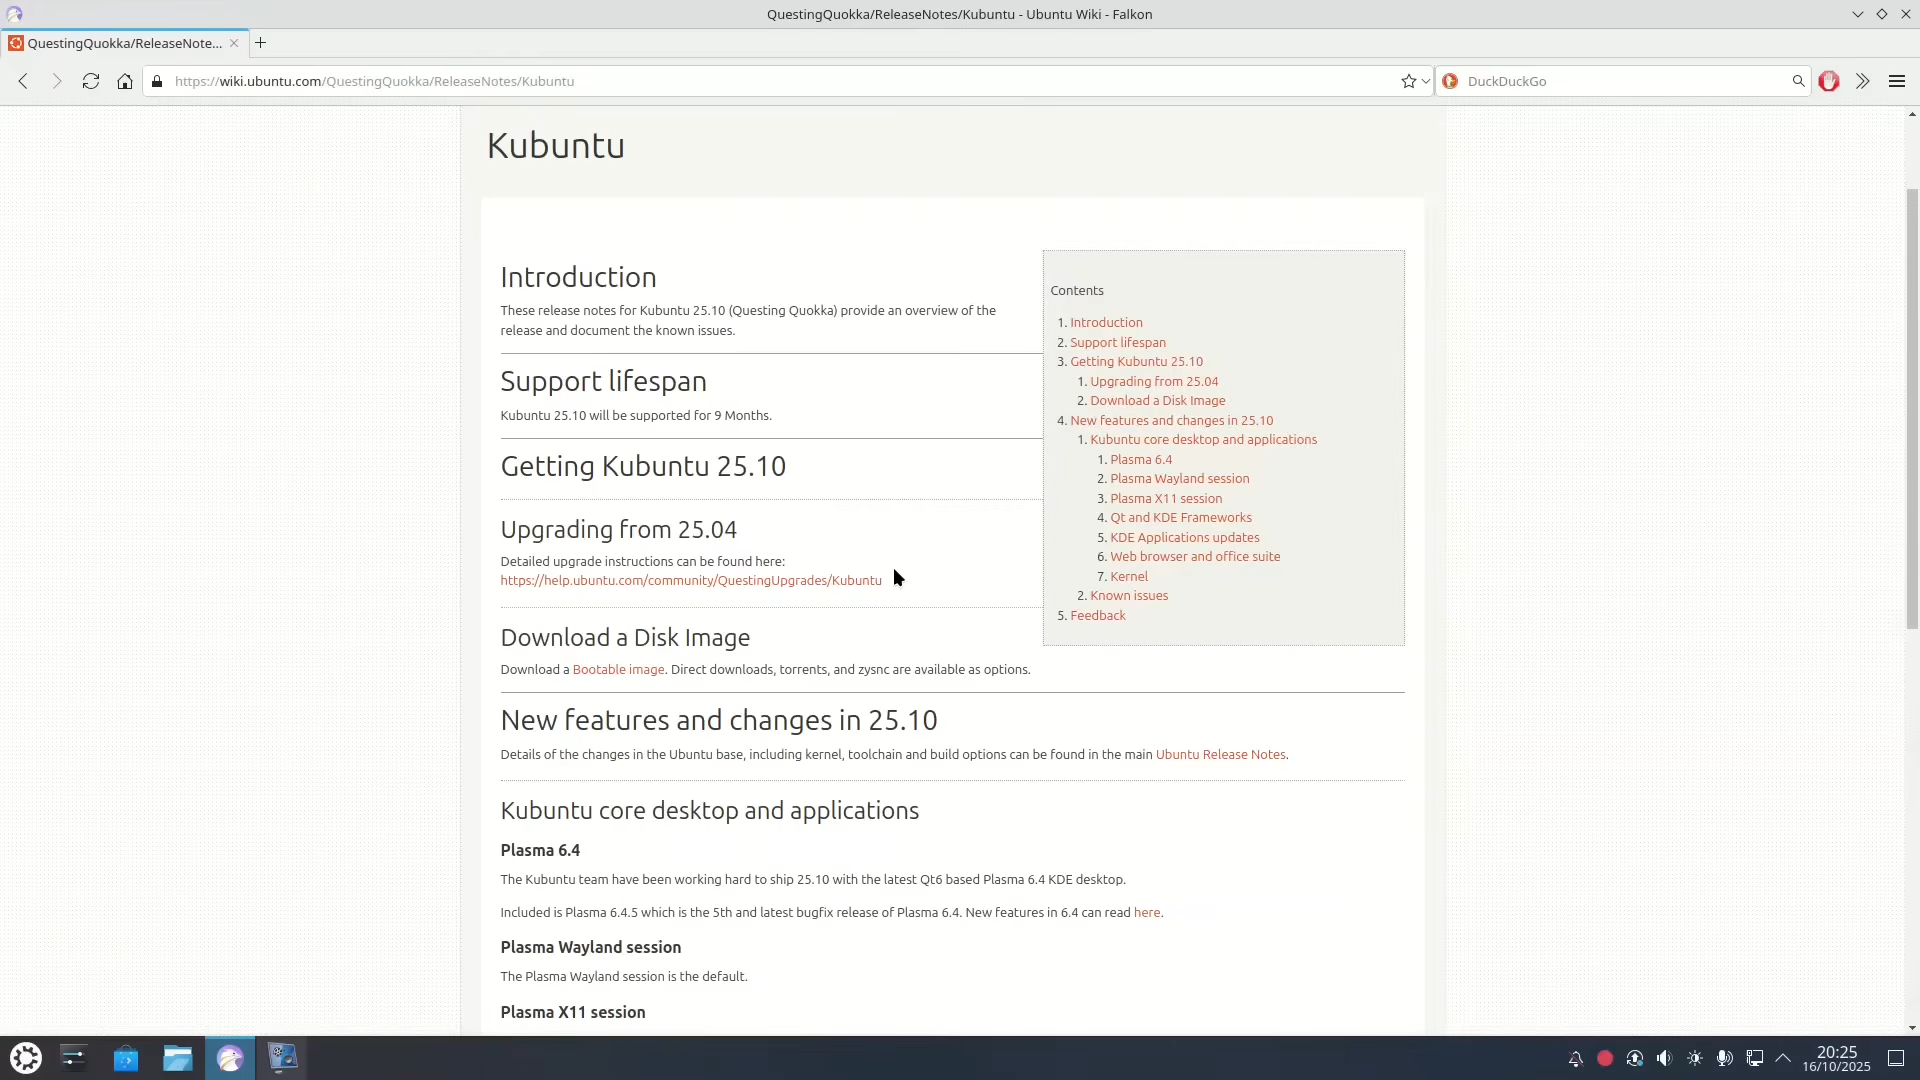 QuestingQuokka/ReleaseNotes/Kubuntu - Ubuntu Wiki - Falkon
QuestingQuokka/ReleaseNote...
https://wiki.ubuntu.com/QuestingQuokka/ReleaseNotes/Kubuntu
DuckDuckGo
Kubuntu
Introduction
These release notes for Kubuntu 25.10 (Questing Quokka) provide an overview of the
release and document the known issues.
Support lifespan
Kubuntu 25.10 will be supported for 9 Months.
Getting Kubuntu 25.10
Upgrading from 25.04
Detailed upgrade instructions can be found here:
https://help.ubuntu.com/community/QuestingUpgrades/Kubuntu
Download a Disk Image
Download a Bootable image. Direct downloads, torrents, and zysnc are available as options.
Contents
1. Introduction
2. Support lifespan
3. Getting Kubuntu 25.10
1. Upgrading from 25.04
2. Download a Disk Image
4. New features and changes in 25.10
1. Kubuntu core desktop and applications
1. Plasma 6.4
2. Plasma Wayland session
3. Plasma X11 session
4. Qt and KDE Frameworks
5. KDE Applications updates
6. Web browser and office suite
7. Kernel
2. Known issues
5. Feedback
New features and changes in 25.10
Details of the changes in the Ubuntu base, including kernel, toolchain and build options can be found in the main Ubuntu Release Notes.
Kubuntu core desktop and applications
Plasma 6.4
The Kubuntu team have been working hard to ship 25.10 with the latest Qt6 based Plasma 6.4 KDE desktop.
Included is Plasma 6.4.5 which is the 5th and latest bugfix release of Plasma 6.4. New features in 6.4 can read here.
Plasma Wayland session
The Plasma Wayland session is the default.
Plasma X11 session
20:25
16/10/2025